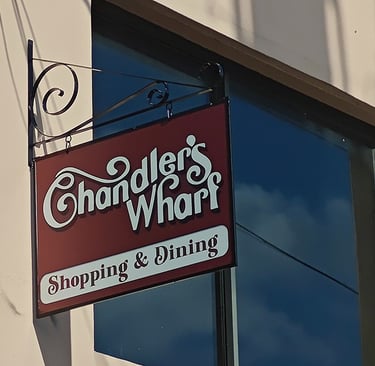 Chandler's
Wharf
Shopping & Dining